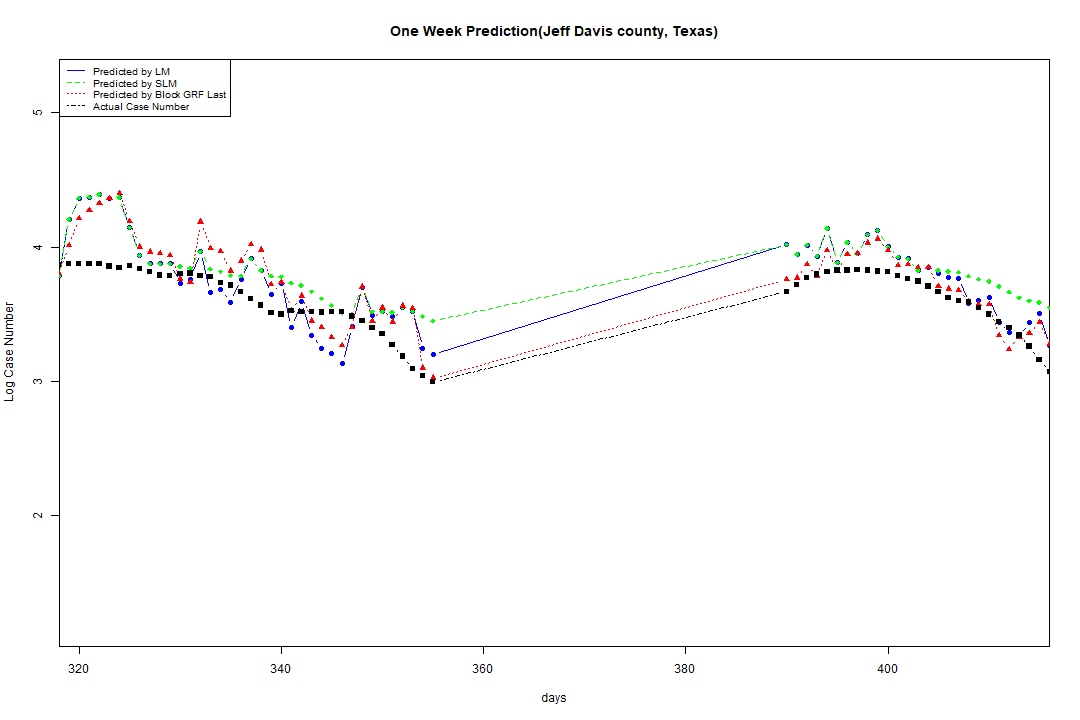 One Week Prediction(Jeff Davis county, Texas)
Predicted by LM
Predicted by SLM
Predicted by Block GRF Last
Actual Case Number
5
4
3
2
Log Case Number
320 340 360 380 400
days